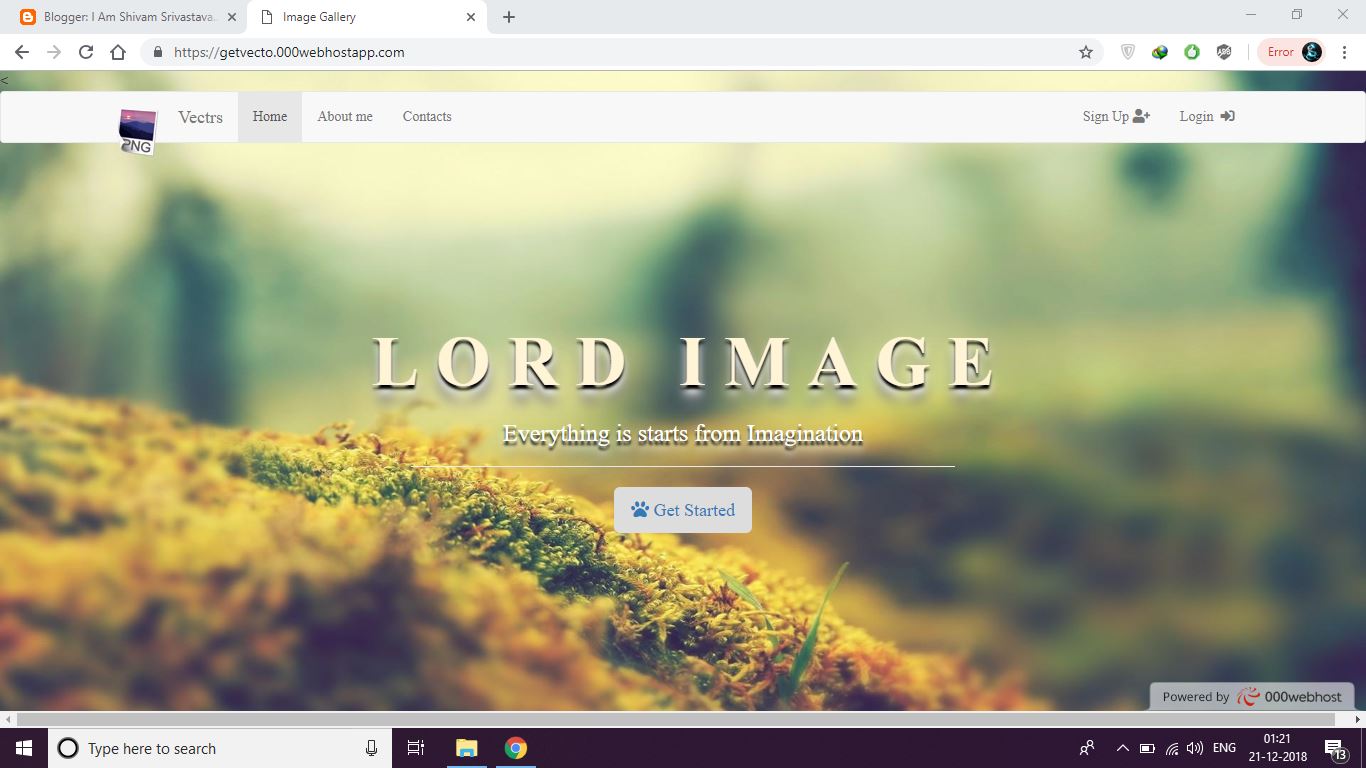 Blogger: I Am Shivam Srivastava
Image Gallery
https://getvecto.000webhostapp.com
Error
<
PNG
Vectrs
Home
About me
Contacts
Sign Up
Login
LORD IMAGE
Everything is starts from Imagination
Get Started
Powered by 000webhost
Type here to search
ENG
01:21
21-12-2018
13